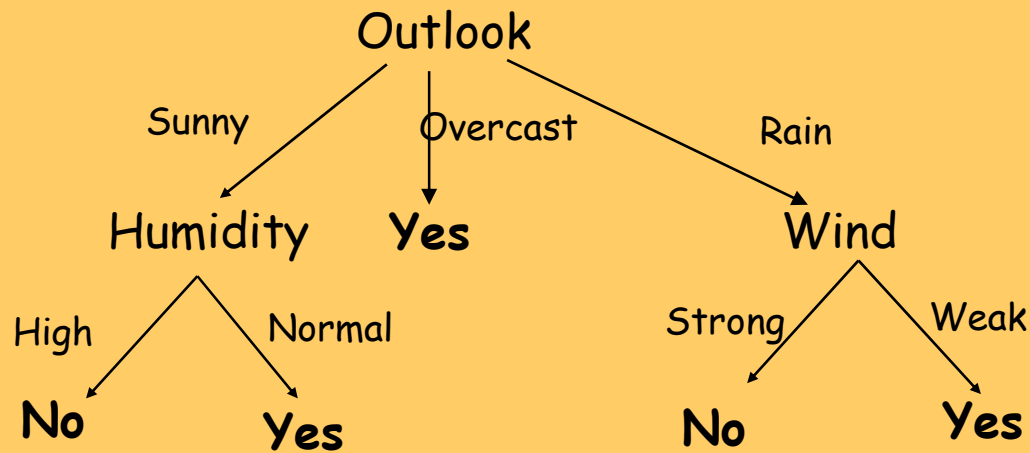 Outlook
Sunny Overcast Rain
Humidity Yes Wind
High Normal Strong Weak
No Yes No Yes